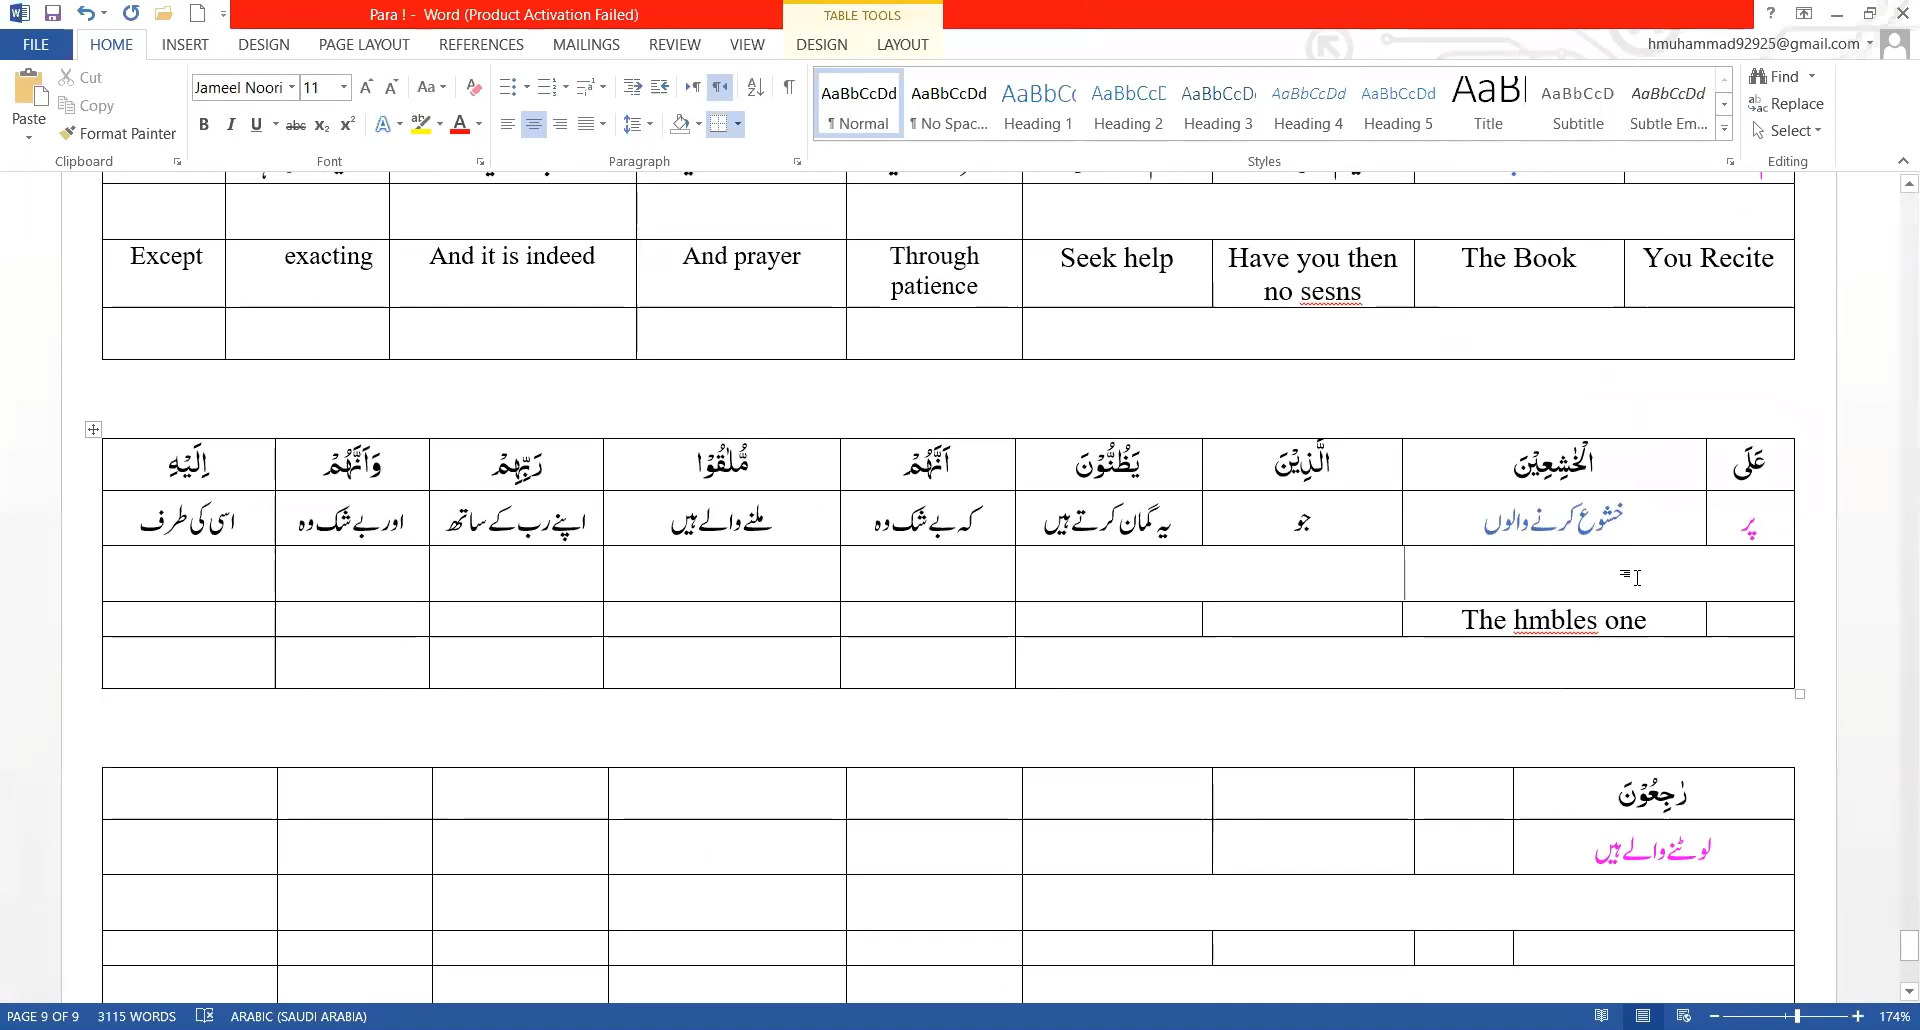 Para ! - Word (Product Activation Failed)
TABLE TOOLS
FILE HOME INSERT DESIGN PAGE LAYOUT REFERENCES MAILINGS REVIEW VIEW DESIGN LAYOUT
hmuhammad92925@gmail.com
Paste
Cut
Copy
Format Painter
Clipboard
Jameel Noori 11
Font
Paragraph
AaBbCcDd AaBbCcDd AaBbCc AaBbCcD AaBbCcD AaBbCcDd AaBbCcDd AaB AaBbCcD AaBbCcDd
¶ Normal ¶ No Spac... Heading 1 Heading 2 Heading 3 Heading 4 Heading 5 Title Subtitle Subtle Em...
Styles
Find
Replace
Select
Editing
Except exacting And it is indeed And prayer Through patience Seek help Have you then no sesns The Book You Recite
عَلَی الْخٰشِعِیْنَ الَّذِیْنَ یَظُنُّوْنَ اَنَّهُمْ مُّلٰقُوْا رَبِّهِمْ وَاَنَّهُمْ اِلَیْهِ
پر خشوع کرنے والوں جو یہ گمان کرتے ہیں کہ بے شک وہ ملنے والے ہیں اپنے رب کے ساتھ اور بے شک وہ اسی کی طرف
The hmbles one
رٰجِعُوْنَ
لوٹنے والے ہیں
PAGE 9 OF 9 3115 WORDS ARABIC (SAUDI ARABIA) 174%